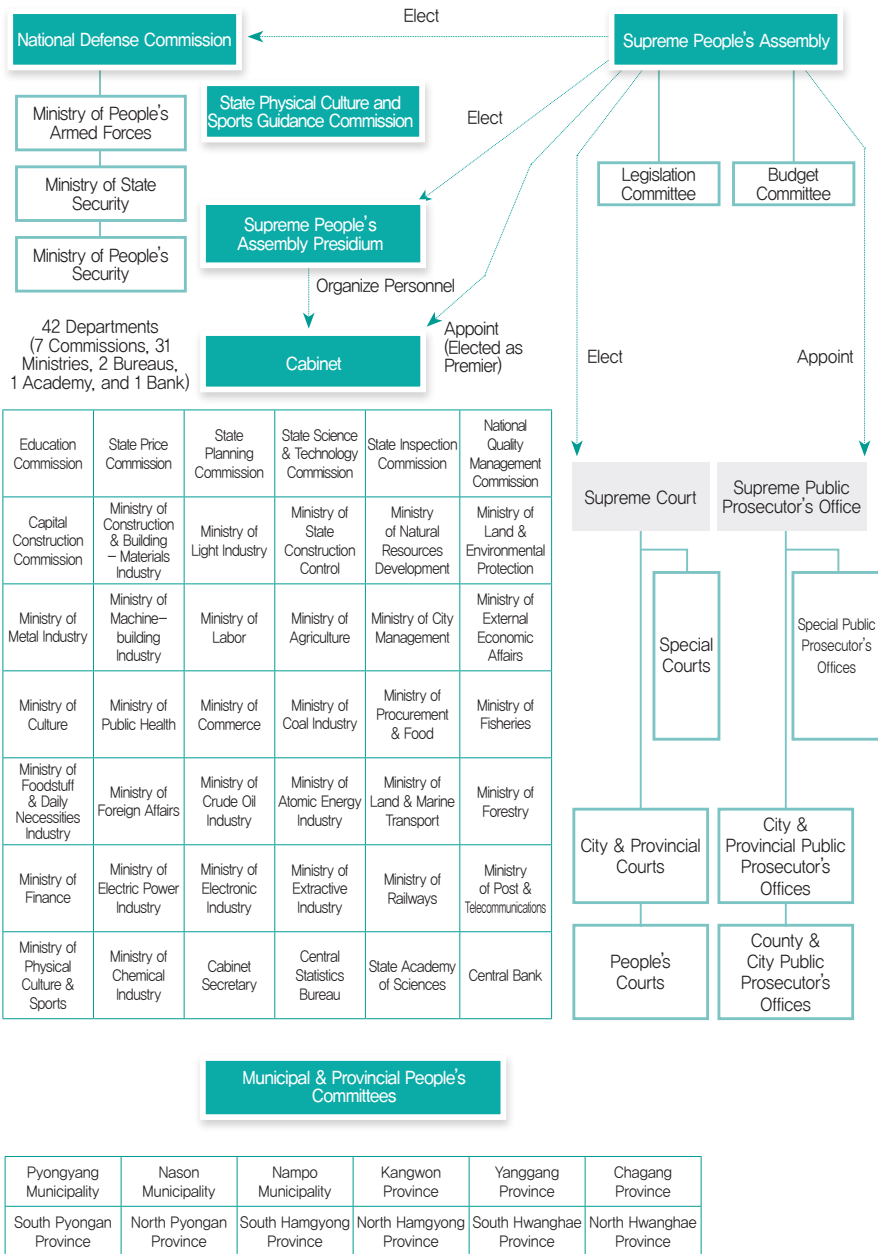 Elect
National Defense Commission
Supreme People's Assembly
Ministry of People's
Armed Forces
State Physical Culture and
Sports Guidance Commission
Elect
Ministry of State
Security
Legislation
Committee
Budget
Committee
Supreme People's
Assembly Presidium
Ministry of People's
Security
Organize Personnel
42 Departments
(7 Commissions, 31
Ministries, 2 Bureaus,
1 Academy, and 1 Bank)
Cabinet
Appoint
(Elected as
Premier)
Elect
Appoint
Education
Commission
State Price
Commission
State
Planning
Commission
State Science
& Technology
Commission
State Inspection
Commission
National
Quality
Management
Commission
Capital
Construction
Commission
Ministry of
Construction
& Building
– Materials
Industry
Ministry of
Light Industry
Ministry of
State
Construction
Control
Ministry
of Natural
Resources
Development
Ministry of
Land &
Environmental
Protection
Ministry of
Metal Industry
Ministry of
Machine–
building
Industry
Ministry of
Labor
Ministry of
Agriculture
Ministry of City
Management
Ministry of
External
Economic
Affairs
Ministry of
Culture
Ministry of
Public Health
Ministry of
Commerce
Ministry of
Coal Industry
Ministry of
Procurement
& Food
Ministry of
Fisheries
Ministry of
Foodstuff
& Daily
Necessities
Industry
Ministry of
Foreign Affairs
Ministry of
Crude Oil
Industry
Ministry of
Atomic Energy
Industry
Ministry of
Land & Marine
Transport
Ministry of
Forestry
Ministry of
Finance
Ministry of
Electric Power
Industry
Ministry of
Electronic
Industry
Ministry of
Extractive
Industry
Ministry of
Railways
Ministry
of Post &
Telecommunications
Ministry of
Physical
Culture &
Sports
Ministry of
Chemical
Industry
Cabinet
Secretary
Central
Statistics
Bureau
State Academy
of Sciences
Central Bank
Supreme Court
Supreme Public
Prosecutor's Office
Special
Courts
Special Public
Prosecutor's
Offices
City & Provincial
Courts
City &
Provincial Public
Prosecutor's
Offices
People's
Courts
County &
City Public
Prosecutor's
Offices
Municipal & Provincial People's
Committees
Pyongyang
Municipality
Nason
Municipality
Nampo
Municipality
Kangwon
Province
Yanggang
Province
Chagang
Province
South Pyongan
Province
North Pyongan
Province
South Hamgyong
Province
North Hamgyong
Province
South Hwanghae
Province
North Hwanghae
Province